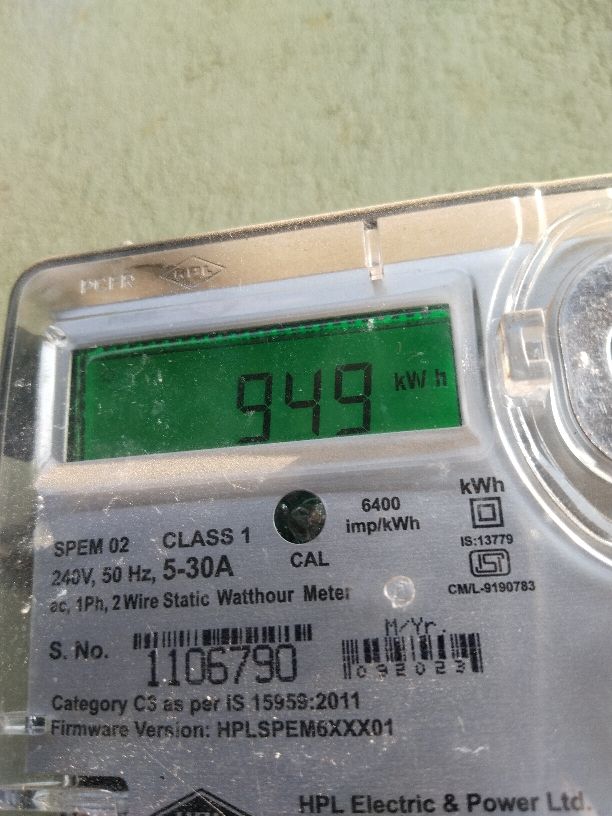 HPL
949 kWh
SPEM 02 CLASS 1
6400
imp/kWh
kWh
240V, 50 Hz, 5-30A
CAL
IS:13779
ac, 1Ph, 2 Wire Static Watthour Meter
ISI
CM/L-9190783
S. No. 1106790
M/Yr.
092023
Category C3 as per IS 15959:2011
Firmware Version: HPLSPEM6XXX01
HPL Electric & Power Ltd.